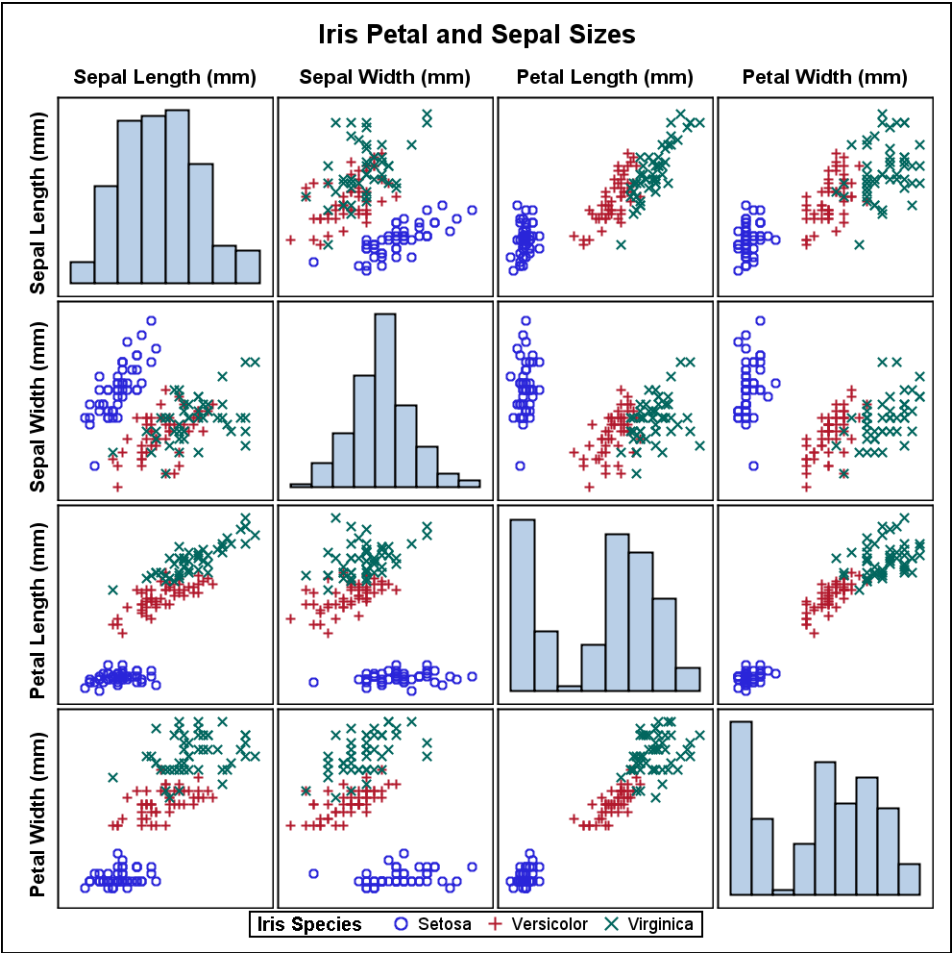 Iris Petal and Sepal Sizes
Sepal Length (mm) Sepal Width (mm) Petal Length (mm) Petal Width (mm)
Sepal Length (mm)
Sepal Width (mm)
Petal Length (mm)
Petal Width (mm)
Iris Species Setosa Versicolor Virginica